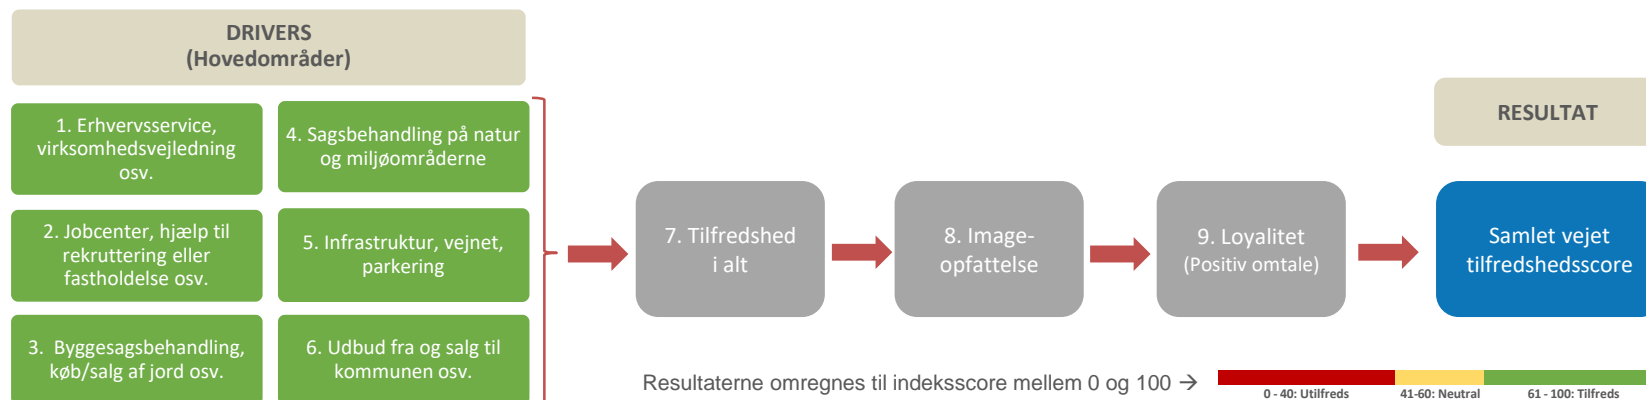 DRIVERS
(Hovedområder)
1. Erhvervsservice,
virksomhedsvejledning
osv.
2. Jobcenter, hjælp til
rekruttering eller
fastholdelse osv.
3. Byggesagsbehandling,
køb/salg af jord osv.
4. Sagsbehandling på natur
og miljøområderne
5. Infrastruktur, vejnet,
parkering
6. Udbud fra og salg til
kommunen osv.
7. Tilfredshed
i alt
8. Image-
opfattelse
9. Loyalitet
(Positiv omtale)
RESULTAT
Samlet vejet
tilfredshedsscore
Resultaterne omregnes til indeksscore mellem 0 og 100 →
0 - 40: Utilfreds
41-60: Neutral
61 - 100: Tilfreds